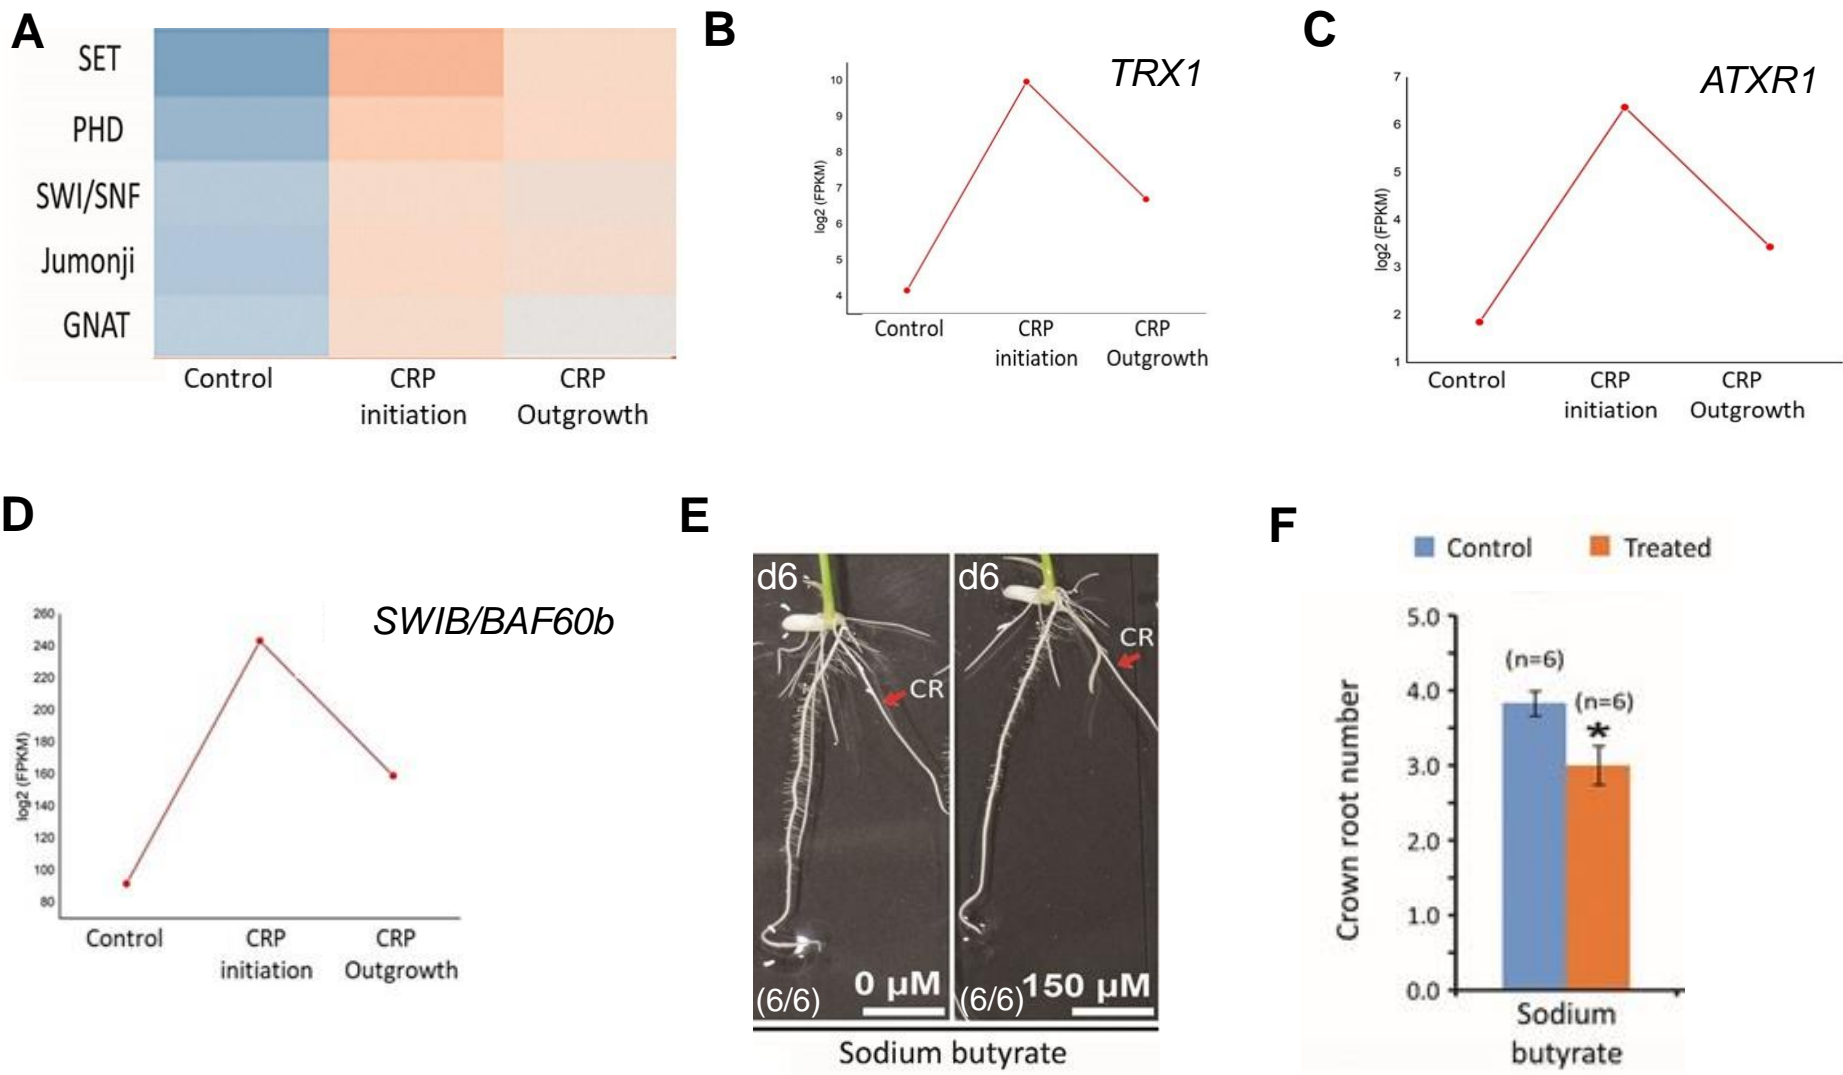 A
SET
PHD
SWI/SNF
Jumonji
GNAT
Control
CRP
initiation
CRP
Outgrowth
B
TRX1
log2 (FPKM)
10
9
8
7
6
5
4
Control
CRP
initiation
CRP
Outgrowth
C
ATXR1
log2 (FPKM)
7
6
5
4
3
2
1
Control
CRP
initiation
CRP
Outgrowth
D
SWIB/BAF60b
log2 (FPKM)
260
240
220
200
180
160
140
120
100
80
Control
CRP
initiation
CRP
Outgrowth
E
d6
CR
(6/6)
0 µM
d6
CR
(6/6)
150 µM
Sodium butyrate
F
Control
Treated
Crown root number
5.0
4.0
3.0
2.0
1.0
0.0
(n=6)
(n=6)
*
Sodium
butyrate